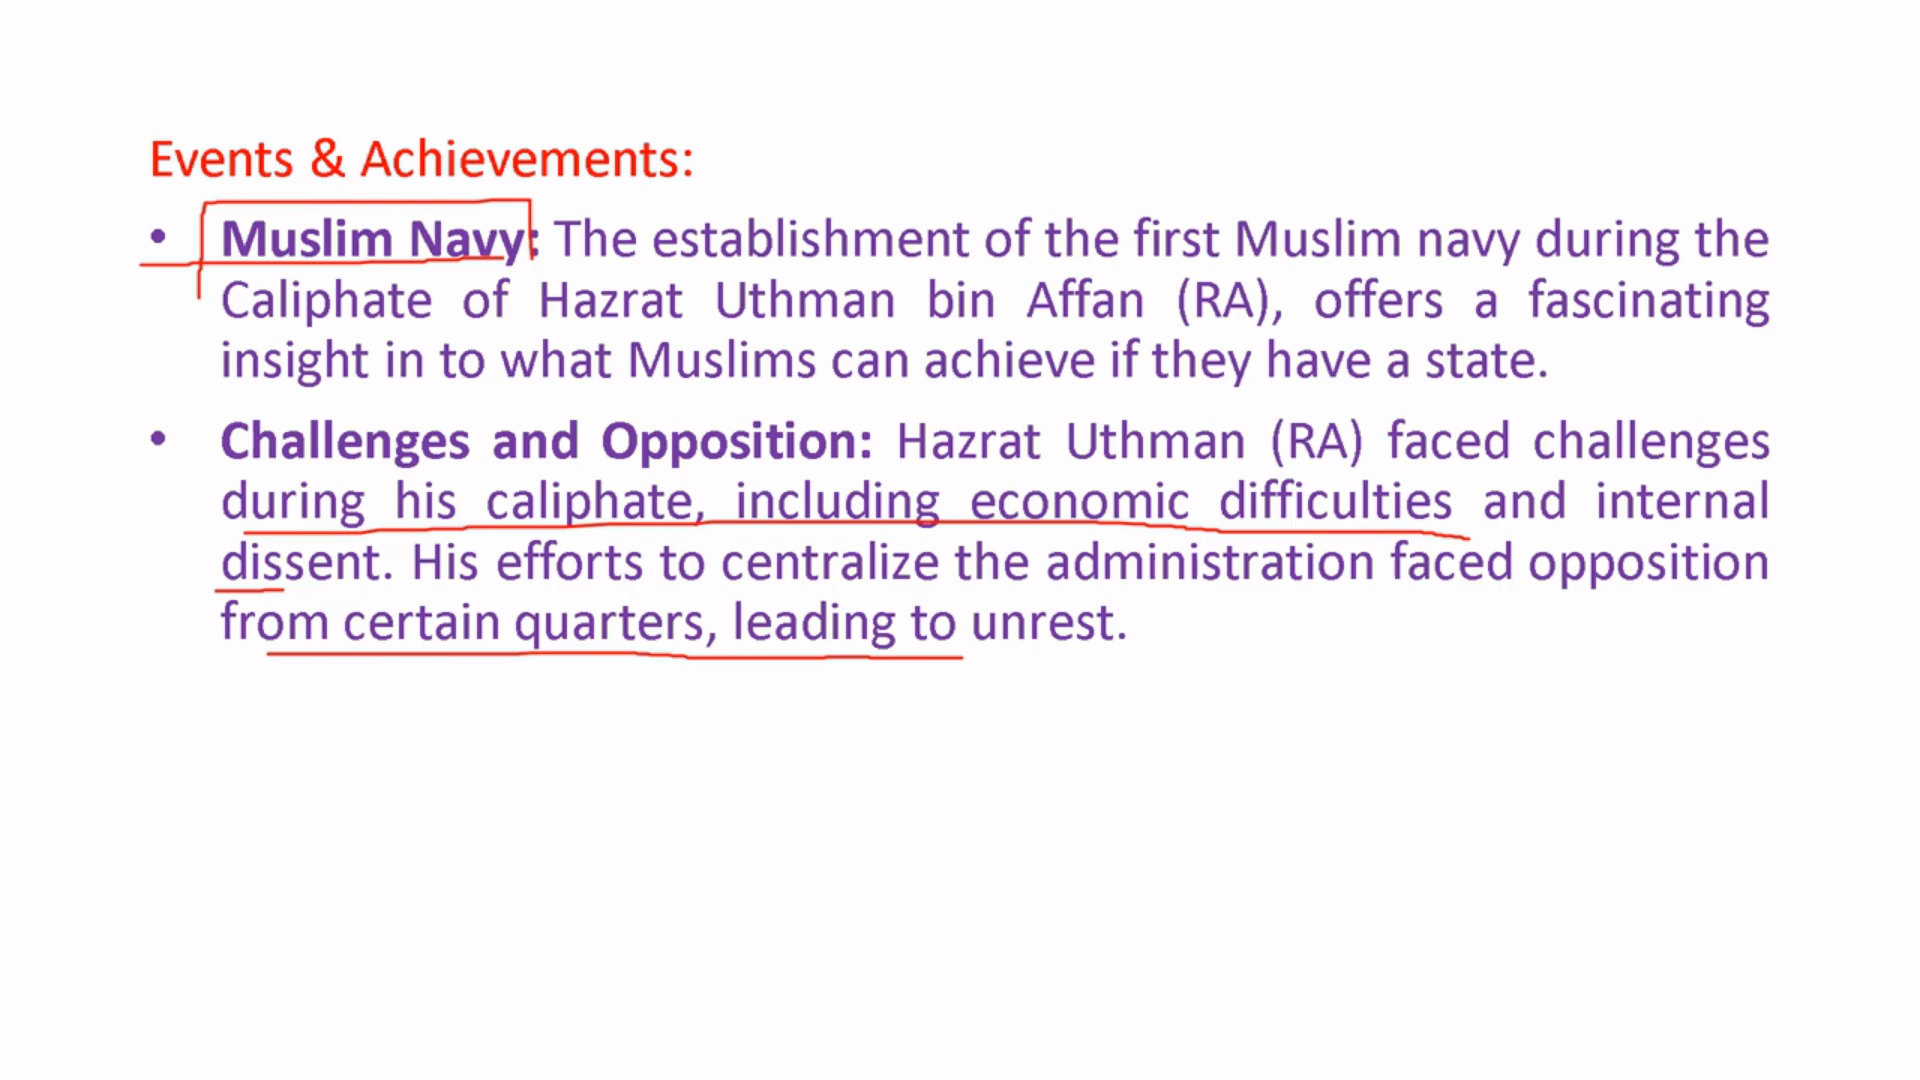 Events & Achievements:
• Muslim Navy: The establishment of the first Muslim navy during the
Caliphate of Hazrat Uthman bin Affan (RA), offers a fascinating
insight in to what Muslims can achieve if they have a state.
• Challenges and Opposition: Hazrat Uthman (RA) faced challenges
during his caliphate, including economic difficulties and internal
dissent. His efforts to centralize the administration faced opposition
from certain quarters, leading to unrest.